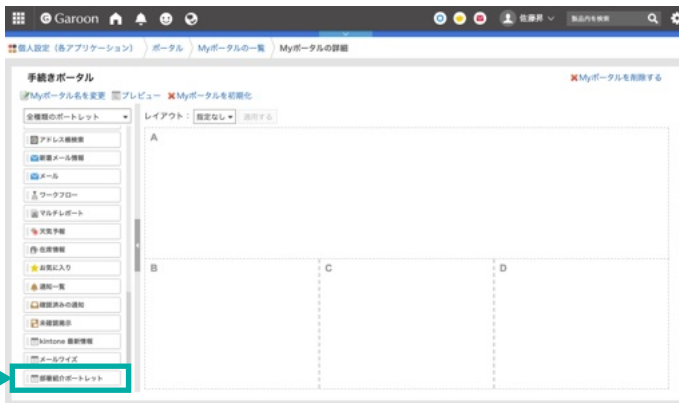 Garoon
佐藤昇
製品内検索
個人設定（各アプリケーション） 〉 ポータル 〉 Myポータルの一覧 〉 Myポータルの詳細
手続きポータル
Myポータルを削除する
Myポータル名を変更 プレビュー Myポータルを初期化
全種類のポートレット
レイアウト： 指定なし 適用する
アドレス帳検索
新着メール情報
メール
ワークフロー
マルチレポート
天気予報
在席情報
お気に入り
通知一覧
確認済みの通知
未確認掲示
kintone 最新情報
メールワイズ
部署紹介ポートレット
A
B
C
D